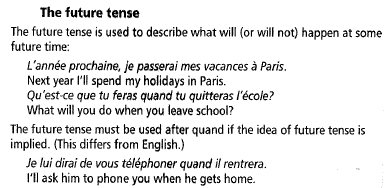 The future tense
The future tense is used to describe what will (or will not) happen at some
future time:
L'année prochaine, je passerai mes vacances à Paris.
Next year I'll spend my holidays in Paris.
Qu'est-ce que tu feras quand tu quitteras l'école?
What will you do when you leave school?
The future tense must be used after quand if the idea of future tense is
implied. (This differs from English.)
Je lui dirai de vous téléphoner quand il rentrera.
I'll ask him to phone you when he gets home.